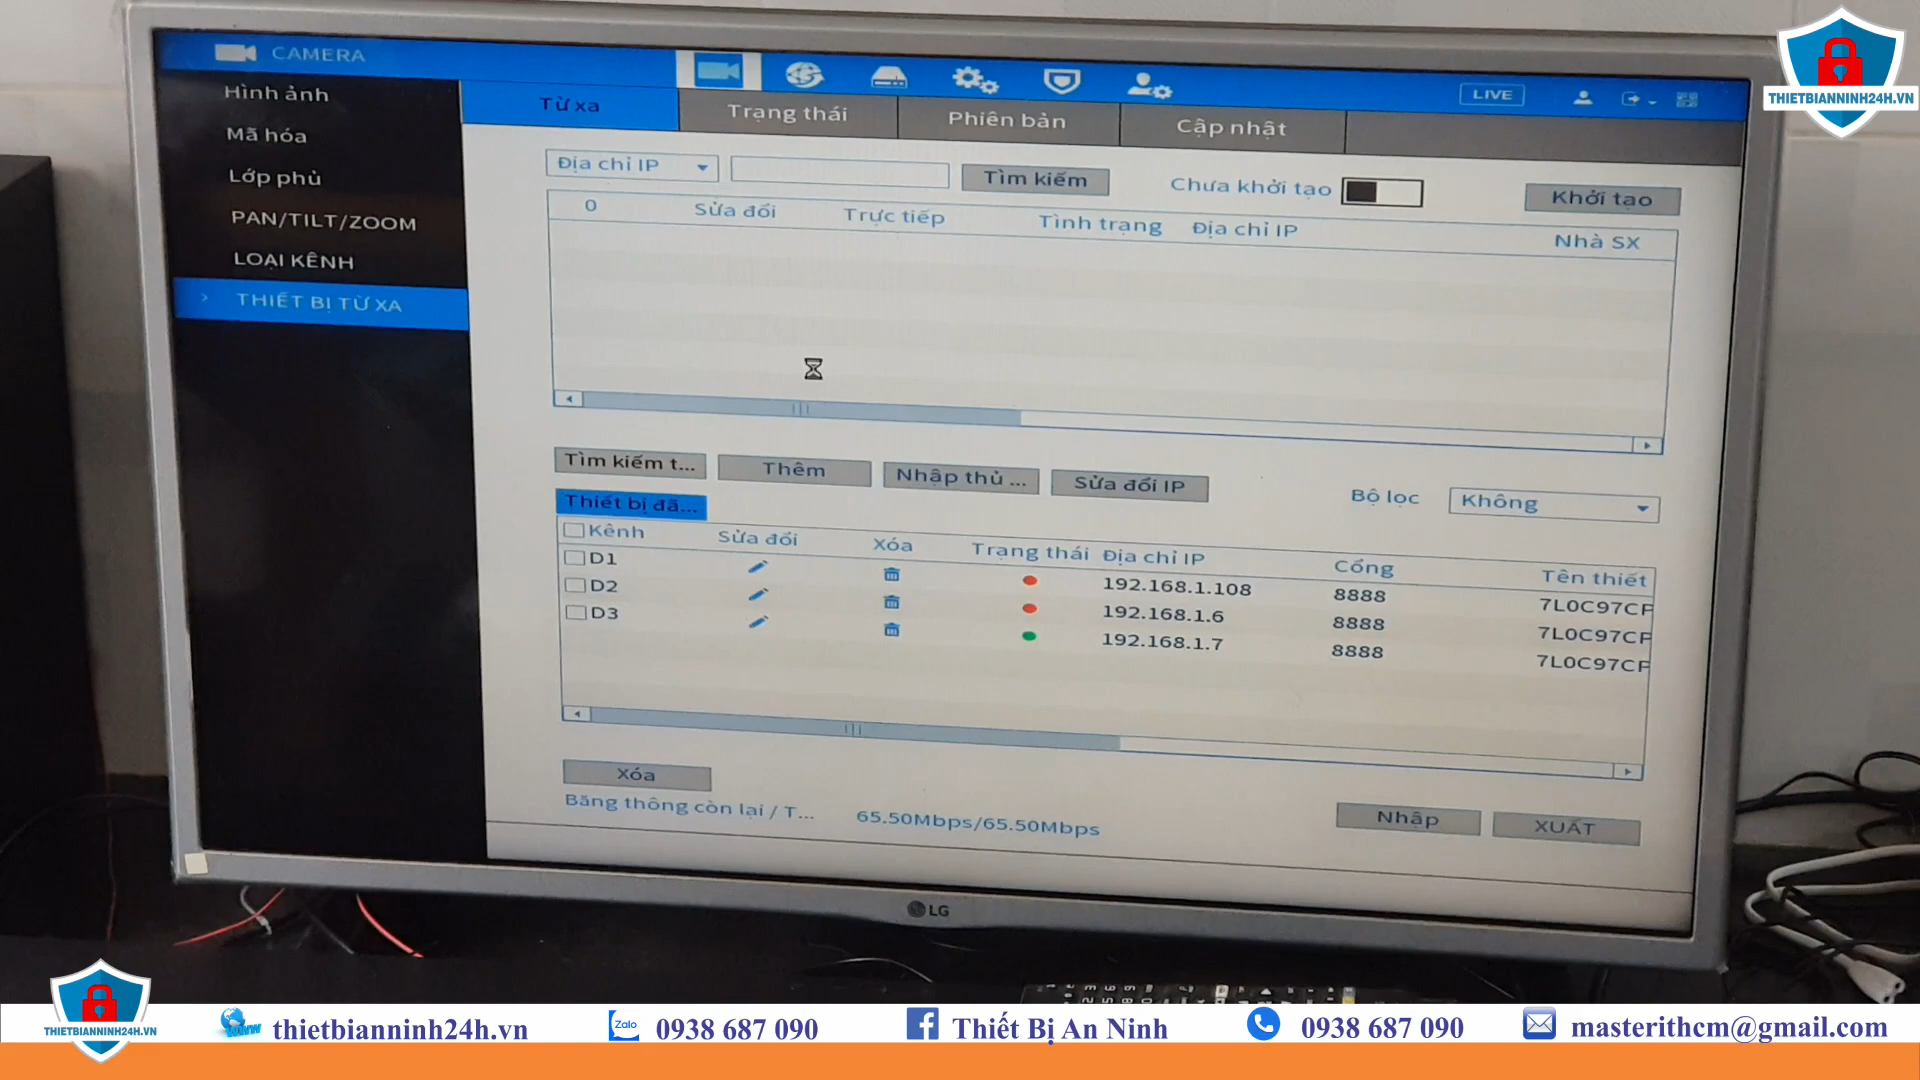 CAMERA
LIVE
THIETBIANNINH24H.VN
Hình ảnh
Mã hóa
Lớp phủ
PAN/TILT/ZOOM
LOẠI KÊNH
THIẾT BỊ TỪ XA
Từ xa
Trạng thái
Phiên bản
Cập nhật
Địa chỉ IP
Tìm kiếm
Chưa khởi tạo
Khởi tạo
0 Sửa đổi Trực tiếp Tình trạng Địa chỉ IP Nhà SX
Tìm kiếm t...
Thêm
Nhập thủ ...
Sửa đổi IP
Bộ lọc
Không
Thiết bị đã...
Kênh Sửa đổi Xóa Trạng thái Địa chỉ IP Cổng Tên thiết
D1 192.168.1.108 8888 7L0C97CF
D2 192.168.1.6 8888 7L0C97CF
D3 192.168.1.7 8888 7L0C97CF
Xóa
Băng thông còn lại / T... 65.50Mbps/65.50Mbps
Nhập
XUẤT
LG
THIETBIANNINH24H.VN
www
thietbianninh24h.vn
Zalo
0938 687 090
Thiết Bị An Ninh
0938 687 090
masterithcm@gmail.com